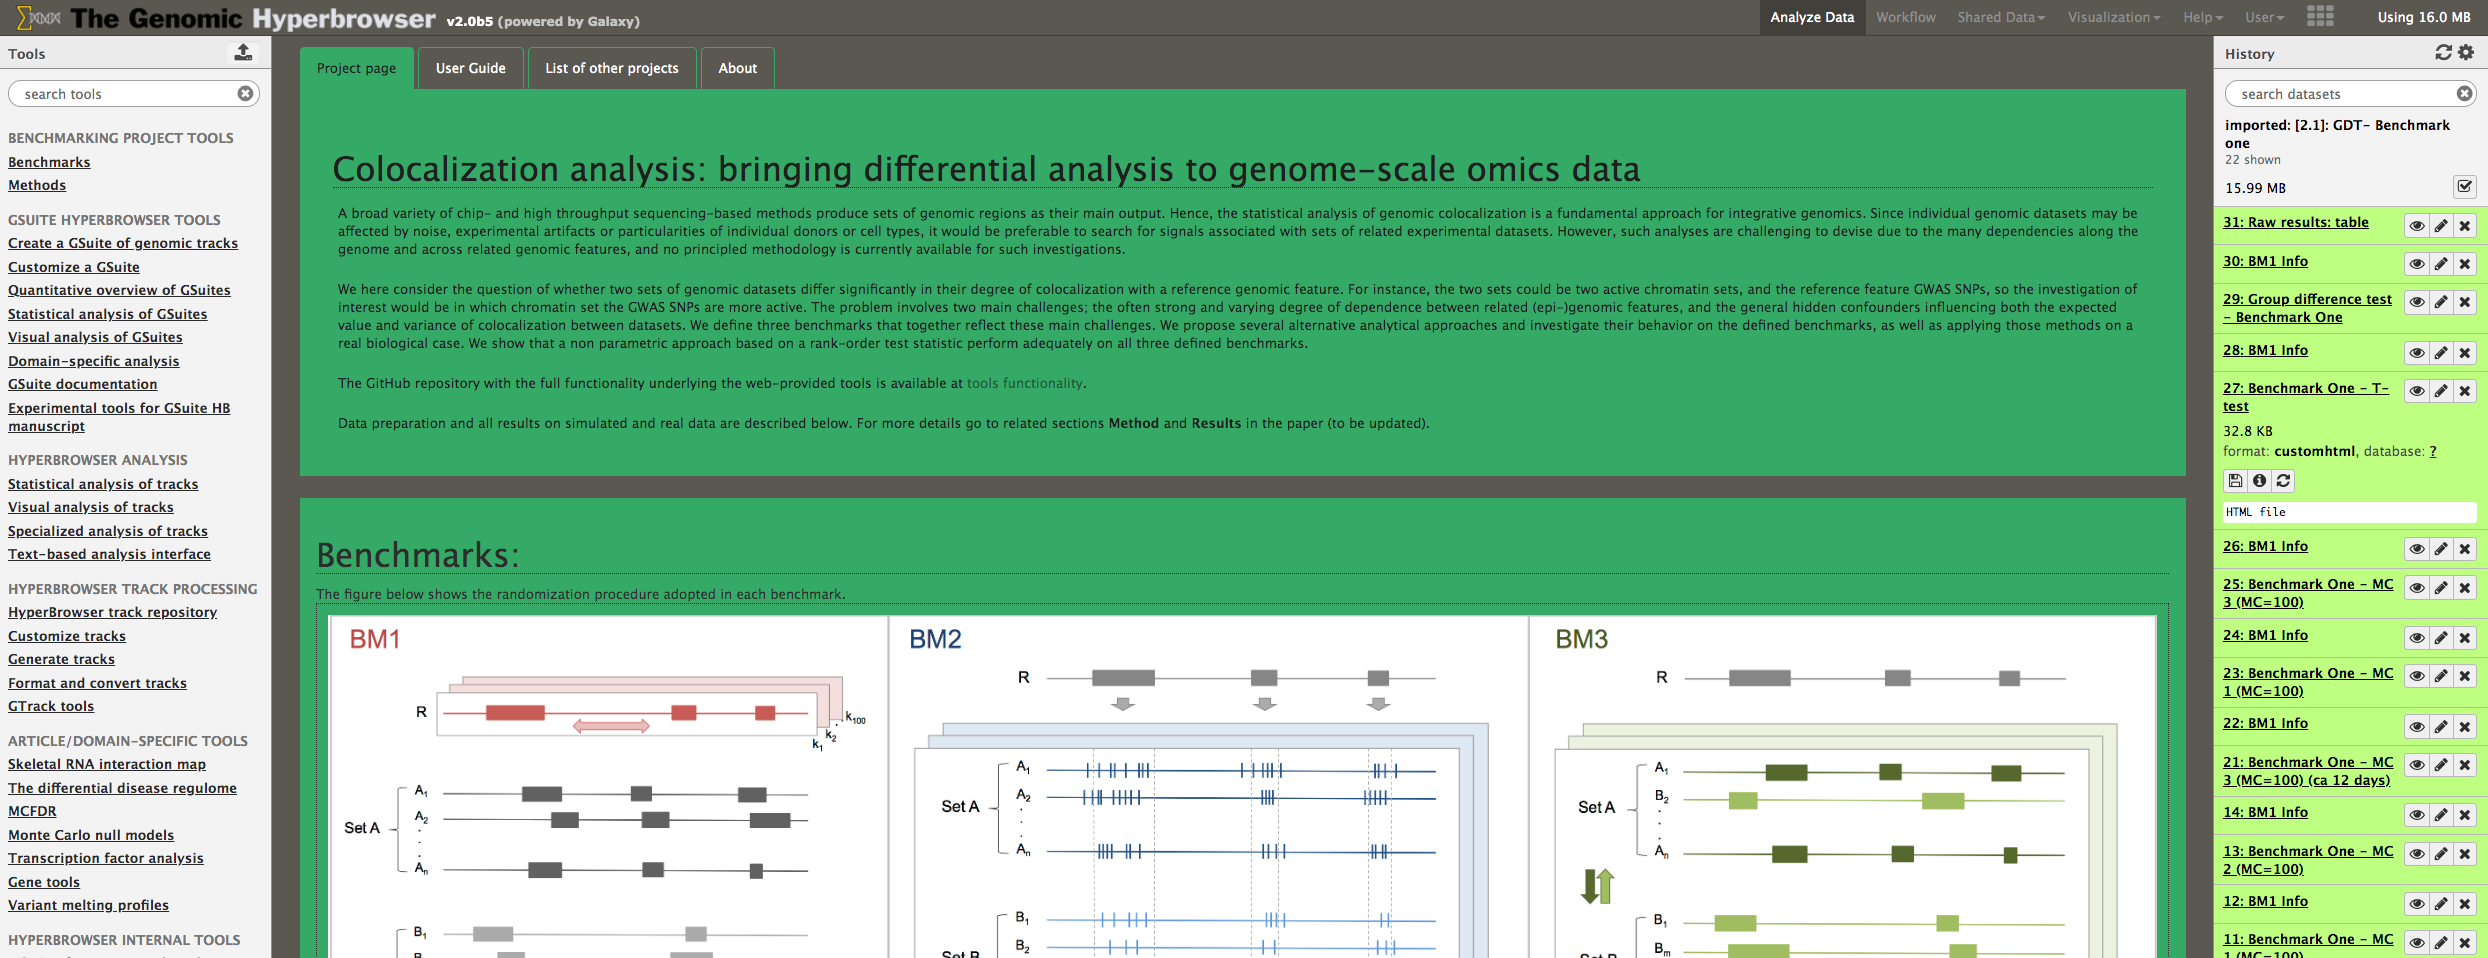 The Genomic Hyperbrowser v2.0b5 (powered by Galaxy)
Analyze Data Workflow Shared Data Visualization Help User Using 16.0 MB
Tools
search tools
BENCHMARKING PROJECT TOOLS
Benchmarks
Methods
GSUITE HYPERBROWSER TOOLS
Create a GSuite of genomic tracks
Customize a GSuite
Quantitative overview of GSuites
Statistical analysis of GSuites
Visual analysis of GSuites
Domain-specific analysis
GSuite documentation
Experimental tools for GSuite HB
manuscript
HYPERBROWSER ANALYSIS
Statistical analysis of tracks
Visual analysis of tracks
Specialized analysis of tracks
Text-based analysis interface
HYPERBROWSER TRACK PROCESSING
HyperBrowser track repository
Customize tracks
Generate tracks
Format and convert tracks
GTrack tools
ARTICLE/DOMAIN-SPECIFIC TOOLS
Skeletal RNA interaction map
The differential disease regulome
MCFDR
Monte Carlo null models
Transcription factor analysis
Gene tools
Variant melting profiles
HYPERBROWSER INTERNAL TOOLS
Project page User Guide List of other projects About
Colocalization analysis: bringing differential analysis to genome-scale omics data
A broad variety of chip- and high throughput sequencing-based methods produce sets of genomic regions as their main output. Hence, the statistical analysis of genomic colocalization is a fundamental approach for integrative genomics. Since individual genomic datasets may be
affected by noise, experimental artifacts or particularities of individual donors or cell types, it would be preferable to search for signals associated with sets of related experimental datasets. However, such analyses are challenging to devise due to the many dependencies along the
genome and across related genomic features, and no principled methodology is currently available for such investigations.
We here consider the question of whether two sets of genomic datasets differ significantly in their degree of colocalization with a reference genomic feature. For instance, the two sets could be two active chromatin sets, and the reference feature GWAS SNPs, so the investigation of
interest would be in which chromatin set the GWAS SNPs are more active. The problem involves two main challenges; the often strong and varying degree of dependence between related (epi-)genomic features, and the general hidden confounders influencing both the expected
value and variance of colocalization between datasets. We define three benchmarks that together reflect these main challenges. We propose several alternative analytical approaches and investigate their behavior on the defined benchmarks, as well as applying those methods on a
real biological case. We show that a non parametric approach based on a rank-order test statistic perform adequately on all three defined benchmarks.
The GitHub repository with the full functionality underlying the web-provided tools is available at tools functionality.
Data preparation and all results on simulated and real data are described below. For more details go to related sections Method and Results in the paper (to be updated).
Benchmarks:
The figure below shows the randomization procedure adopted in each benchmark.
BM1
R
k1
k2
k100
Set A
A1
A2
An
B1
BM2
R
Set A
A1
A2
An
B1
B2
Set B
BM3
R
Set A
A1
B2
An
B1
Bm
History
search datasets
imported: [2.1]: GDT- Benchmark
one
22 shown
15.99 MB
31: Raw results: table
30: BM1 Info
29: Group difference test
- Benchmark One
28: BM1 Info
27: Benchmark One - T-
test
32.8 KB
format: customhtml, database: ?
HTML file
26: BM1 Info
25: Benchmark One - MC
3 (MC=100)
24: BM1 Info
23: Benchmark One - MC
1 (MC=100)
22: BM1 Info
21: Benchmark One - MC
3 (MC=100) (ca 12 days)
14: BM1 Info
13: Benchmark One - MC
2 (MC=100)
12: BM1 Info
11: Benchmark One - MC
1 (MC=100)